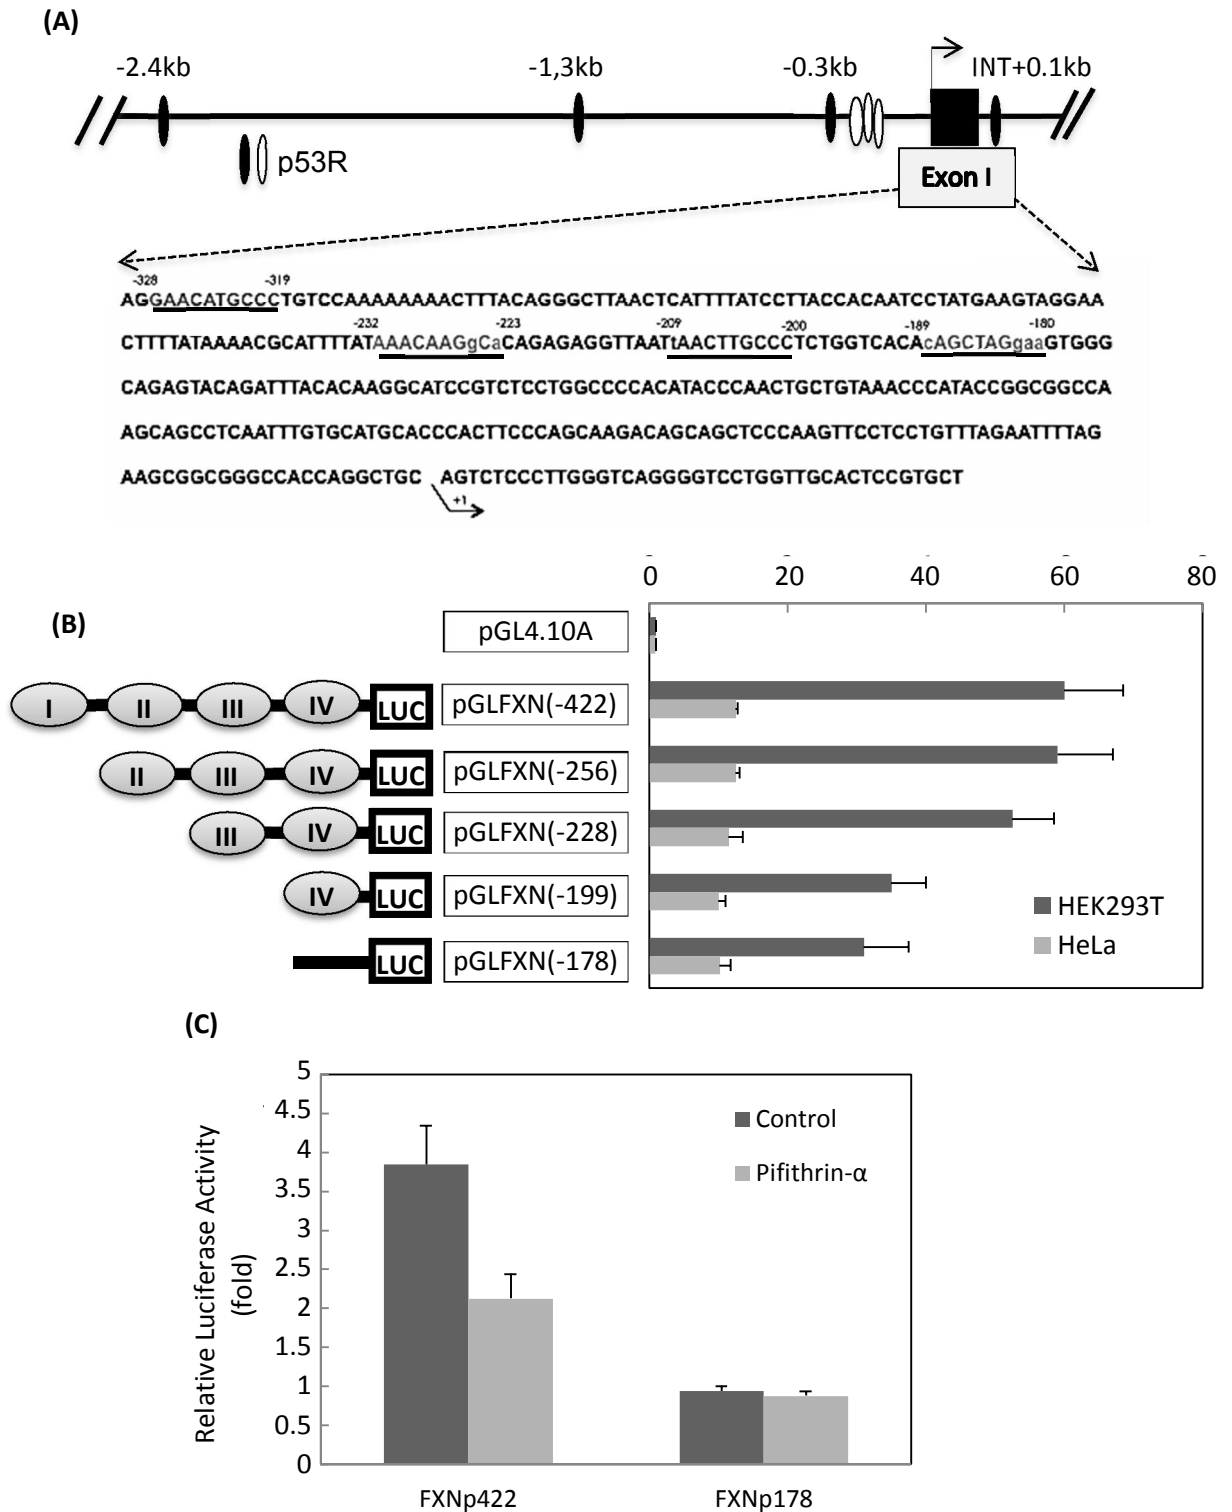 (A)
-2.4kb -1,3kb -0.3kb INT+0.1kb
p53R
Exon I
-328 -319
AGGAACATGCCCTGTCCAAAAAAAACTTTACAGGGCTTAACTCATTTTATCCTTACCACAATCCTATGAAGTAGGAA
-232 -223 -209 -200 -189 -180
CTTTTATAAAACGCATTTTATAAACAAGgCaCAGAGAGGTTAATtAACTTGCCCTCTGGTCACAcAGCTAGgaaGTGGG
CAGAGTACAGATTTACACAAGGCATCCGTCTCCTGGCCCCACATACCCAACTGCTGTAAACCCATACCGGCGGCCA
AGCAGCCTCAATTTGTGCATGCACCCACTTCCCAGCAAGACAGCAGCTCCCAAGTTCCTCCTGTTTAGAATTTTAG
AAGCGGCGGGCCACCAGGCTGC AGTCTCCCTTGGGTCAGGGGTCCTGGTTGCACTCCGTGCT
+1
(B)
0 20 40 60 80
pGL4.10A
I II III IV LUC pGLFXN(-422)
II III IV LUC pGLFXN(-256)
III IV LUC pGLFXN(-228)
IV LUC pGLFXN(-199)
LUC pGLFXN(-178)
HEK293T
HeLa
(C)
Relative Luciferase Activity
(fold)
5
4.5
4
3.5
3
2.5
2
1.5
1
0.5
0
Control
Pifithrin-α
FXNp422 FXNp178